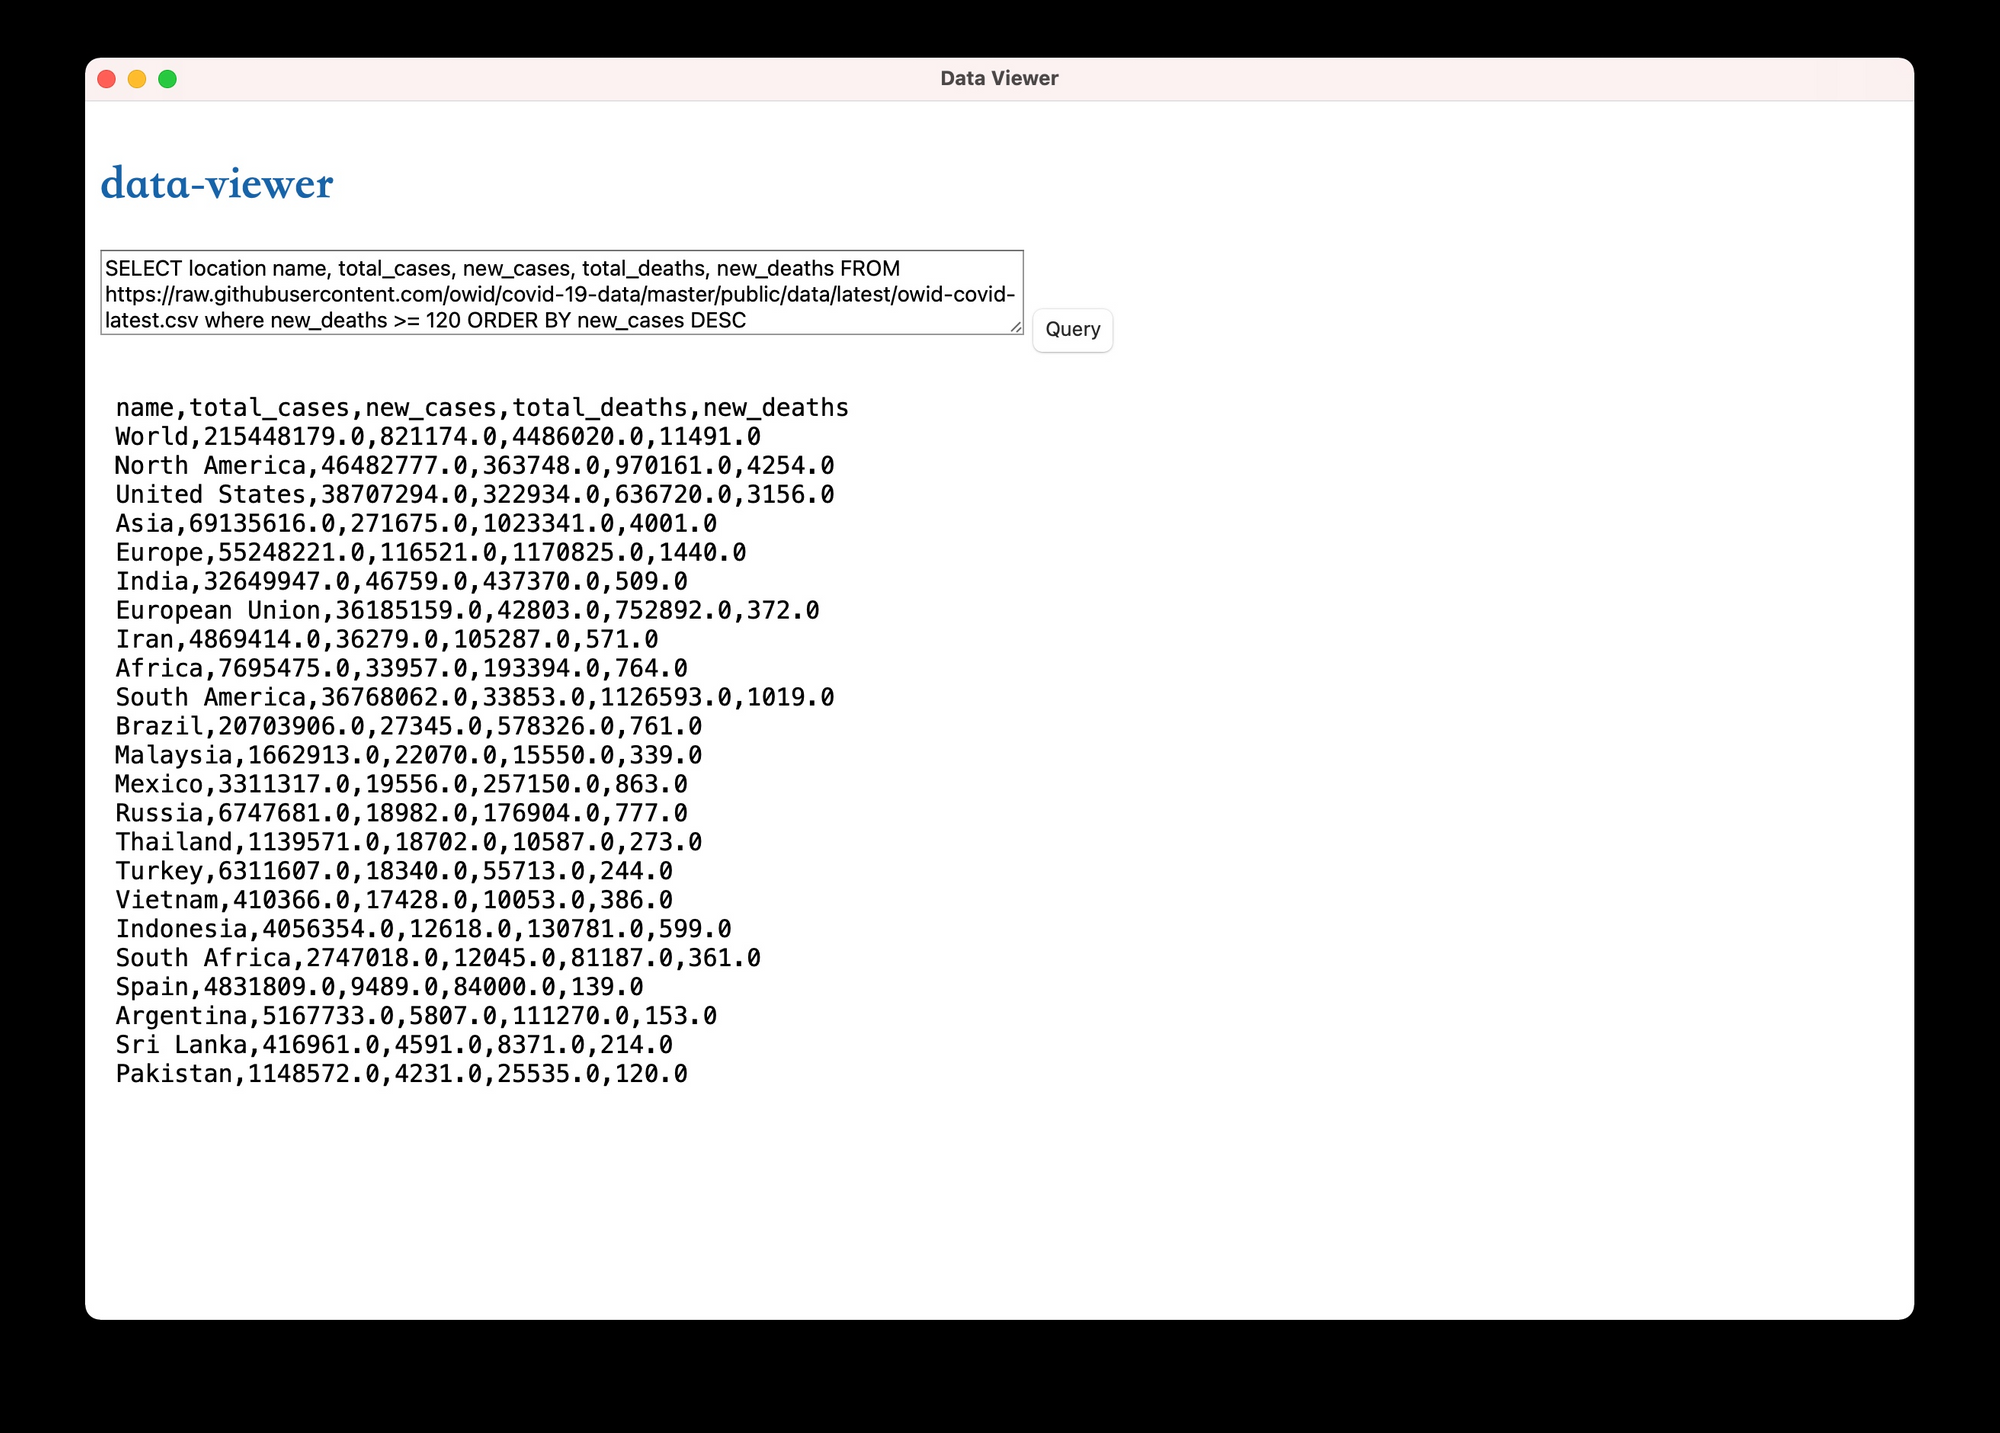 Data Viewer
data-viewer
SELECT location name, total_cases, new_cases, total_deaths, new_deaths FROM
https://raw.githubusercontent.com/owid/covid-19-data/master/public/data/latest/owid-covid-
latest.csv where new_deaths >= 120 ORDER BY new_cases DESC
Query
name,total_cases,new_cases,total_deaths,new_deaths
World,215448179.0,821174.0,4486020.0,11491.0
North America,46482777.0,363748.0,970161.0,4254.0
United States,38707294.0,322934.0,636720.0,3156.0
Asia,69135616.0,271675.0,1023341.0,4001.0
Europe,55248221.0,116521.0,1170825.0,1440.0
India,32649947.0,46759.0,437370.0,509.0
European Union,36185159.0,42803.0,752892.0,372.0
Iran,4869414.0,36279.0,105287.0,571.0
Africa,7695475.0,33957.0,193394.0,764.0
South America,36768062.0,33853.0,1126593.0,1019.0
Brazil,20703906.0,27345.0,578326.0,761.0
Malaysia,1662913.0,22070.0,15550.0,339.0
Mexico,3311317.0,19556.0,257150.0,863.0
Russia,6747681.0,18982.0,176904.0,777.0
Thailand,1139571.0,18702.0,10587.0,273.0
Turkey,6311607.0,18340.0,55713.0,244.0
Vietnam,410366.0,17428.0,10053.0,386.0
Indonesia,4056354.0,12618.0,130781.0,599.0
South Africa,2747018.0,12045.0,81187.0,361.0
Spain,4831809.0,9489.0,84000.0,139.0
Argentina,5167733.0,5807.0,111270.0,153.0
Sri Lanka,416961.0,4591.0,8371.0,214.0
Pakistan,1148572.0,4231.0,25535.0,120.0